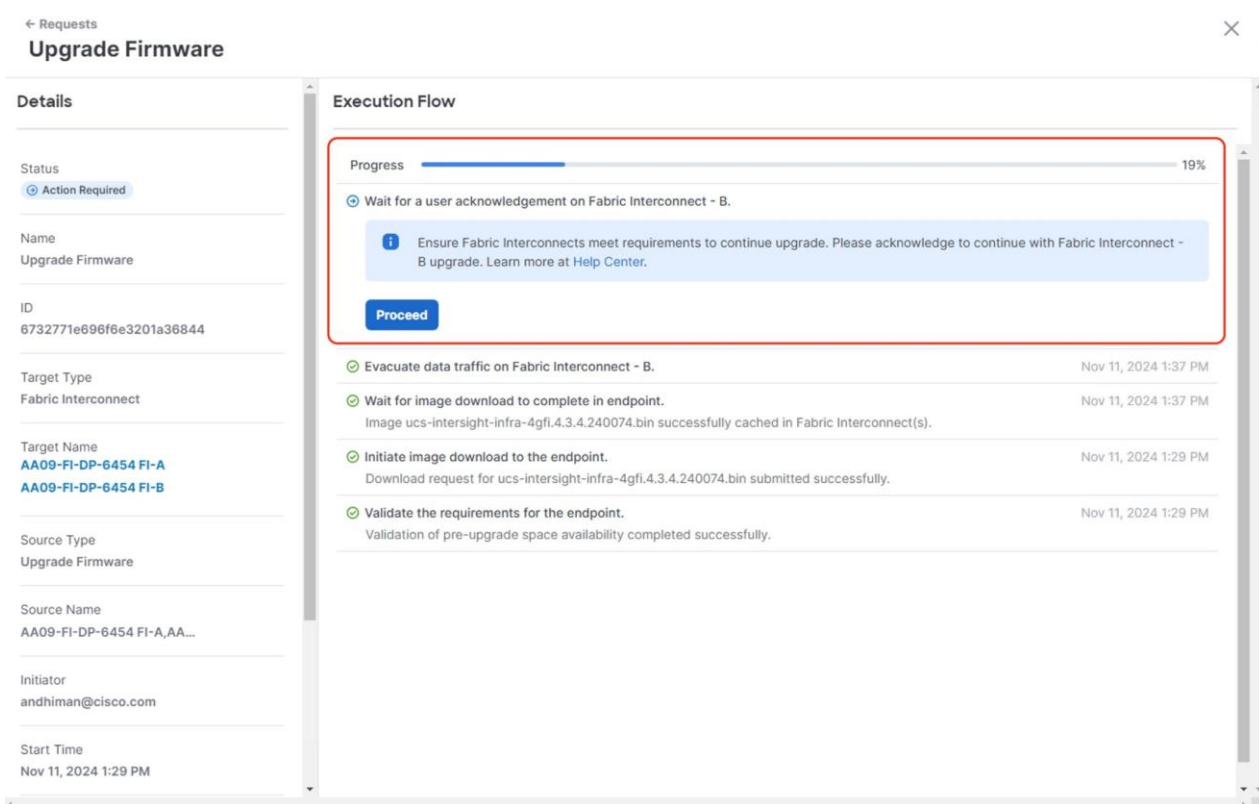 ← Requests
Upgrade Firmware
Details
Status
Action Required
Name
Upgrade Firmware
ID
6732771e696f6e3201a36844
Target Type
Fabric Interconnect
Target Name
AA09-FI-DP-6454 FI-A
AA09-FI-DP-6454 FI-B
Source Type
Upgrade Firmware
Source Name
AA09-FI-DP-6454 FI-A,AA...
Initiator
andhiman@cisco.com
Start Time
Nov 11, 2024 1:29 PM
Execution Flow
Progress 19%
Wait for a user acknowledgement on Fabric Interconnect - B.
Ensure Fabric Interconnects meet requirements to continue upgrade. Please acknowledge to continue with Fabric Interconnect -
B upgrade. Learn more at Help Center.
Proceed
Evacuate data traffic on Fabric Interconnect - B. Nov 11, 2024 1:37 PM
Wait for image download to complete in endpoint. Nov 11, 2024 1:37 PM
Image ucs-intersight-infra-4gfi.4.3.4.240074.bin successfully cached in Fabric Interconnect(s).
Initiate image download to the endpoint. Nov 11, 2024 1:29 PM
Download request for ucs-intersight-infra-4gfi.4.3.4.240074.bin submitted successfully.
Validate the requirements for the endpoint. Nov 11, 2024 1:29 PM
Validation of pre-upgrade space availability completed successfully.